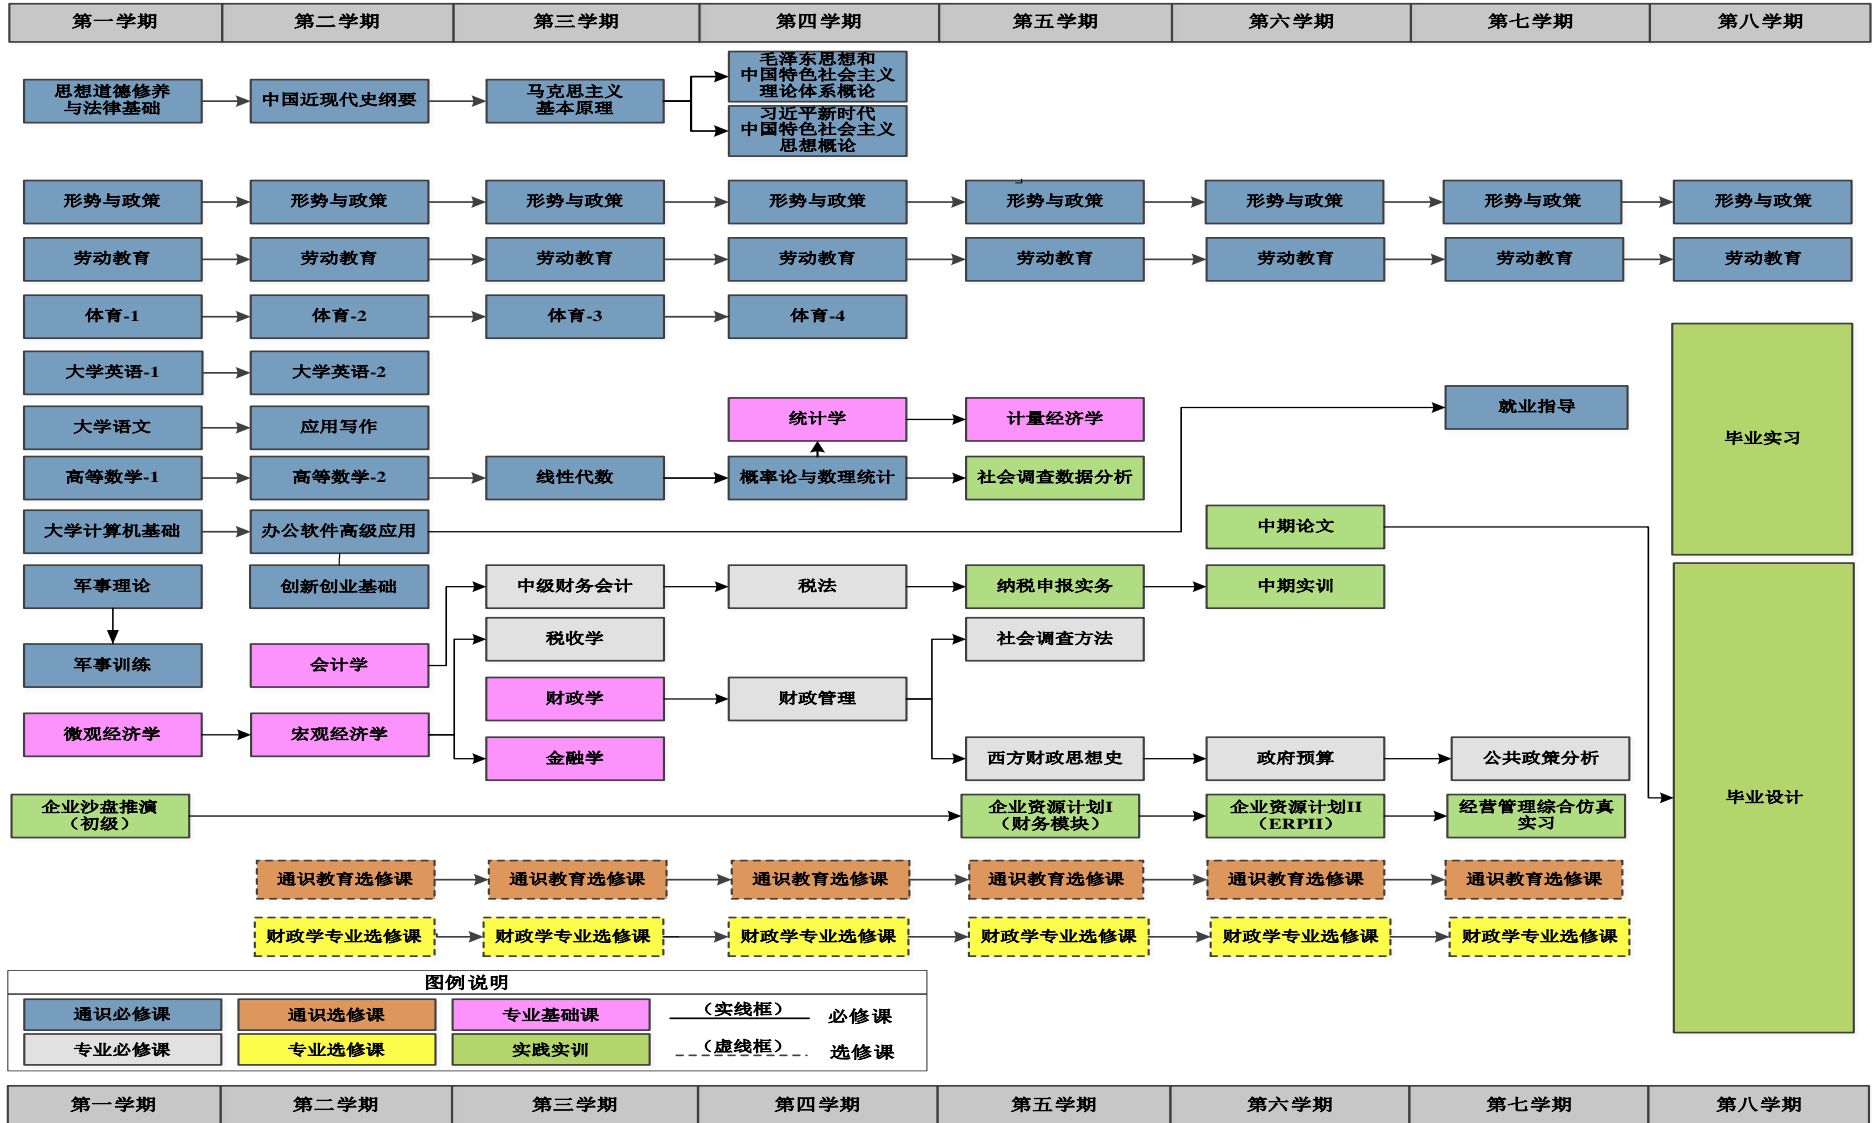 第一学期
第二学期
第三学期
第四学期
第五学期
第六学期
第七学期
第八学期
思想道德修养
与法律基础
中国近现代史纲要
马克思主义
基本原理
毛泽东思想和
中国特色社会主义
理论体系概论
习近平新时代
中国特色社会主义
思想概论
形势与政策
形势与政策
形势与政策
形势与政策
形势与政策
形势与政策
形势与政策
形势与政策
劳动教育
劳动教育
劳动教育
劳动教育
劳动教育
劳动教育
劳动教育
劳动教育
体育-1
体育-2
体育-3
体育-4
大学英语-1
大学英语-2
大学语文
应用写作
统计学
计量经济学
就业指导
毕业实习
高等数学-1
高等数学-2
线性代数
概率论与数理统计
社会调查数据分析
大学计算机基础
办公软件高级应用
中期论文
军事理论
创新创业基础
中级财务会计
税法
纳税申报实务
中期实训
税收学
社会调查方法
军事训练
会计学
财政学
财政管理
微观经济学
宏观经济学
金融学
西方财政思想史
政府预算
公共政策分析
毕业设计
企业沙盘推演
（初级）
企业资源计划I
（财务模块）
企业资源计划II
（ERPII）
经营管理综合仿真
实习
通识教育选修课
通识教育选修课
通识教育选修课
通识教育选修课
通识教育选修课
通识教育选修课
财政学专业选修课
财政学专业选修课
财政学专业选修课
财政学专业选修课
财政学专业选修课
财政学专业选修课
图例说明
通识必修课
通识选修课
专业基础课
（实线框）
必修课
专业必修课
专业选修课
实践实训
（虚线框）
选修课
第一学期
第二学期
第三学期
第四学期
第五学期
第六学期
第七学期
第八学期